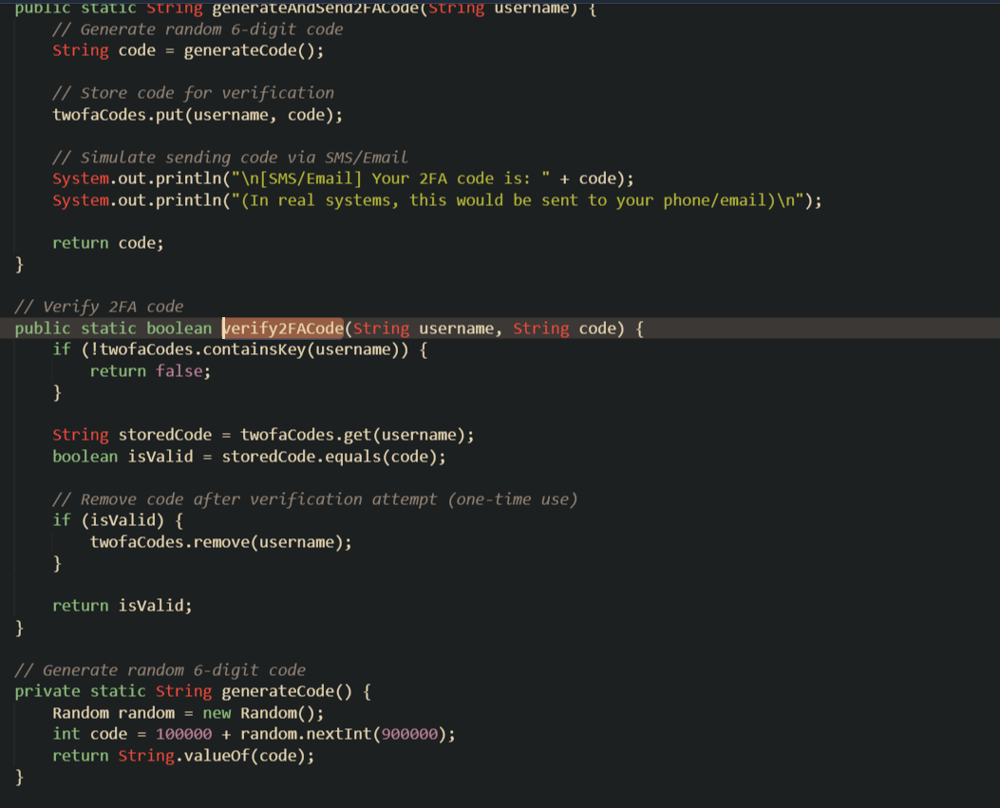 public static String generateAndSend2FACode(String username) {
    // Generate random 6-digit code
    String code = generateCode();

    // Store code for verification
    twofaCodes.put(username, code);

    // Simulate sending code via SMS/Email
    System.out.println("\n[SMS/Email] Your 2FA code is: " + code);
    System.out.println("(In real systems, this would be sent to your phone/email)\n");

    return code;
}

// Verify 2FA code
public static boolean verify2FACode(String username, String code) {
    if (!twofaCodes.containsKey(username)) {
        return false;
    }

    String storedCode = twofaCodes.get(username);
    boolean isValid = storedCode.equals(code);

    // Remove code after verification attempt (one-time use)
    if (isValid) {
        twofaCodes.remove(username);
    }

    return isValid;
}

// Generate random 6-digit code
private static String generateCode() {
    Random random = new Random();
    int code = 100000 + random.nextInt(900000);
    return String.valueOf(code);
}